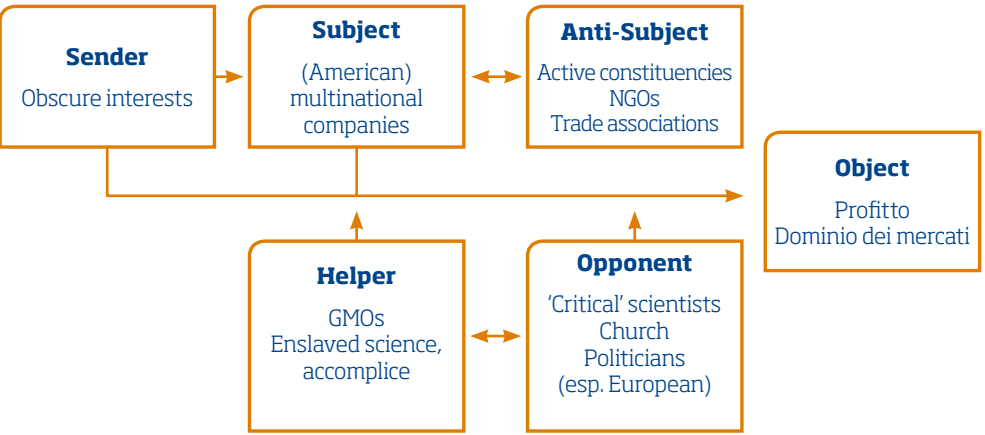 Sender
Obscure interests
Subject
(American)
multinational
companies
Anti-Subject
Active constituencies
NGOs
Trade associations
Object
Profitto
Dominio dei mercati
Helper
GMOs
Enslaved science,
accomplice
Opponent
‘Critical’ scientists
Church
Politicians
(esp. European)